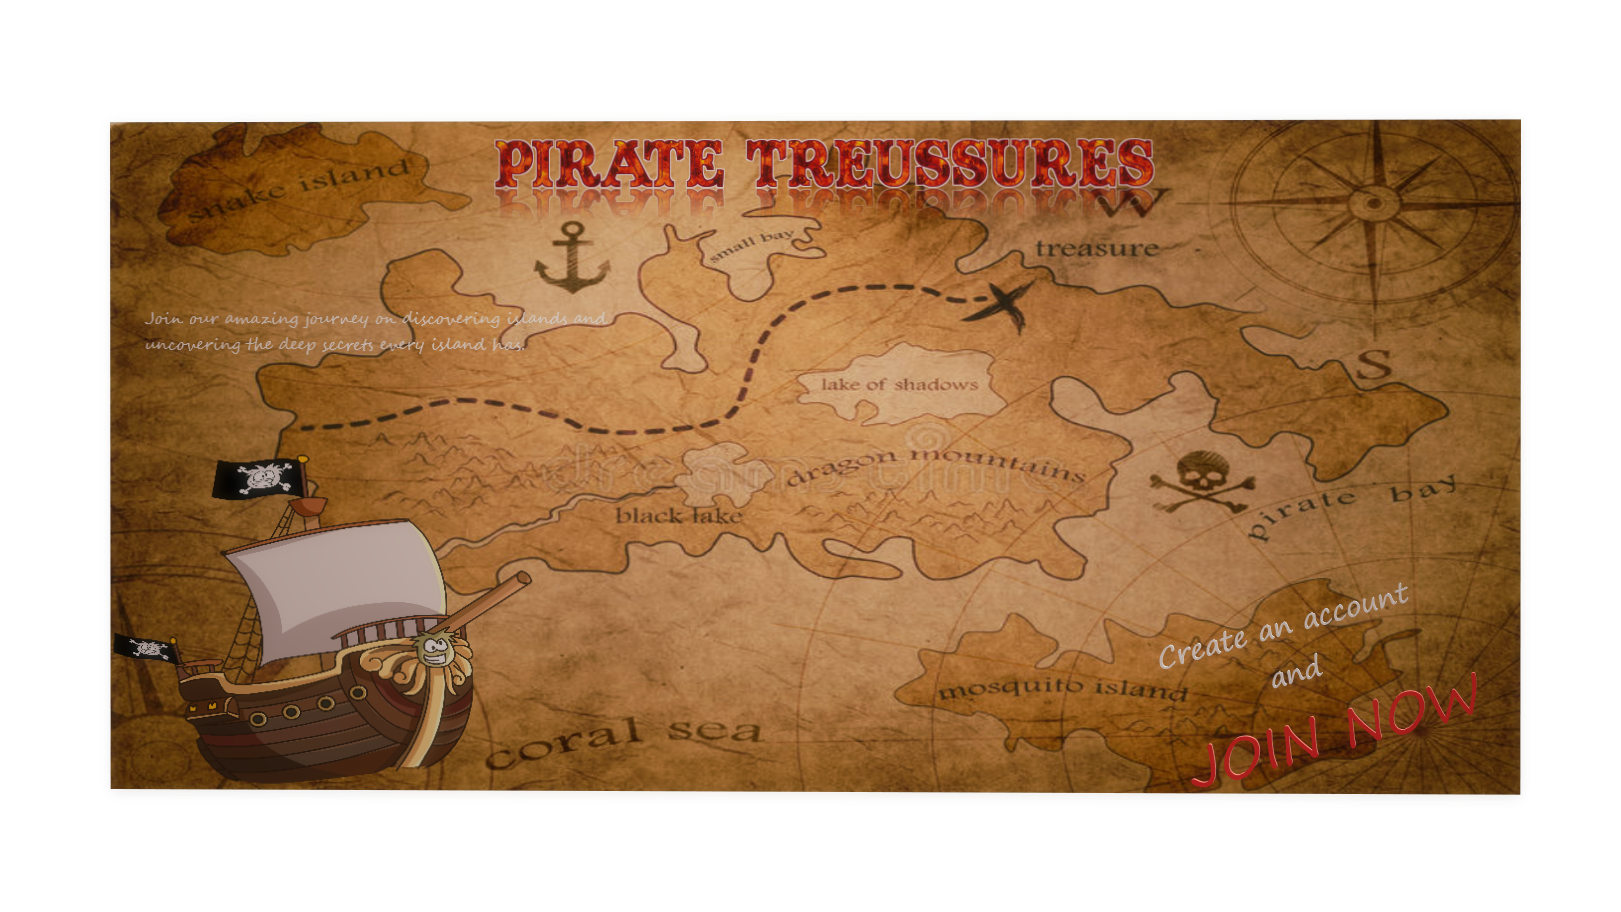 PIRATE TREUSSURES
snake island
W
small bay
treasure
Join our amazing journey on discovering islands and
uncovering the deep secrets every island has.
S
lake of shadows
dragon mountains
dreamstime
black lake
pirate bay
Create an account
and
mosquito island
JOIN NOW
coral sea